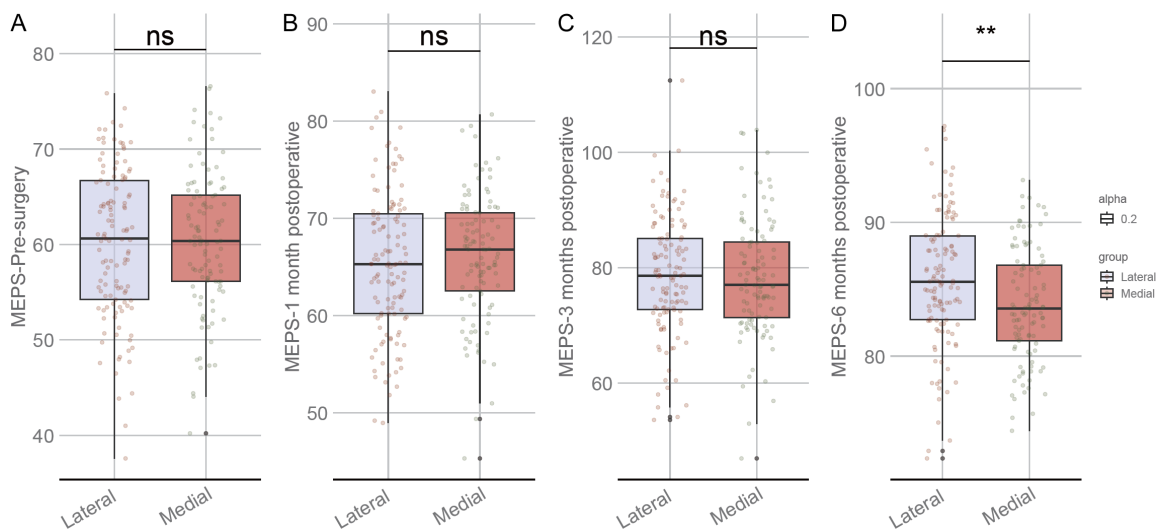 A
MEPS-Pre-surgery
80
70
60
50
40
ns
Lateral
Medial
B
MEPS-1 month postoperative
90
80
70
60
50
ns
Lateral
Medial
C
MEPS-3 months postoperative
120
100
80
60
ns
Lateral
Medial
D
MEPS-6 months postoperative
100
90
80
**
Lateral
Medial
alpha
0.2
group
Lateral
Medial